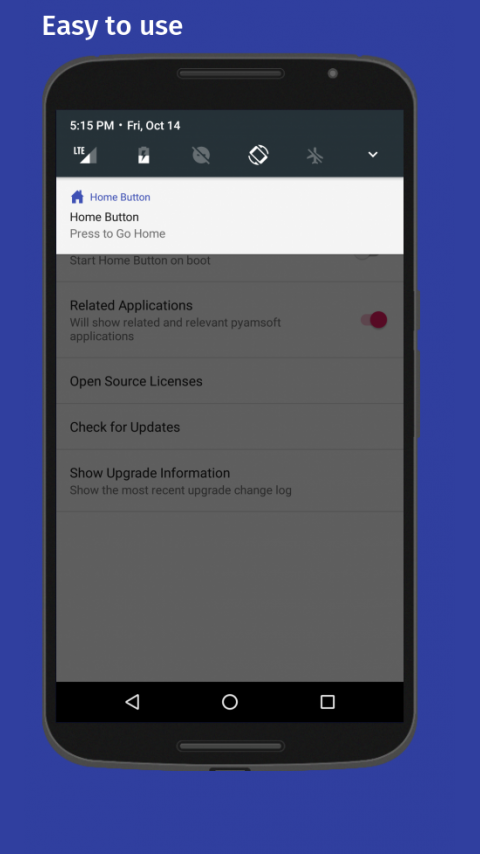 Easy to use
5:15 PM • Fri, Oct 14
LTE
Home Button
Home Button
Press to Go Home
Start Home Button on boot
Related Applications
Will show related and relevant pyamsoft
applications
Open Source Licenses
Check for Updates
Show Upgrade Information
Show the most recent upgrade change log